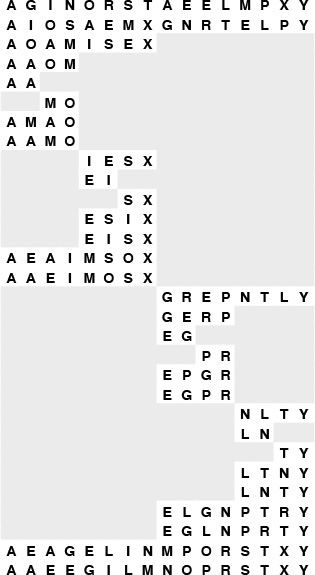 A G I N O R S T A E E L M P X Y
A I O S A E M X G N R T E L P Y
A O A M I S E X
A A O M
A A
M O
A M A O
A A M O
I E S X
E I
S X
E S I X
E I S X
A E A I M S O X
A A E I M O S X
G R E P N T L Y
G E R P
E G
P R
E P G R
E G P R
N L T Y
L N
T Y
L T N Y
L N T Y
E L G N P T R Y
E G L N P R T Y
A E A G E L I N M P O R S T X Y
A A E E G I L M N O P R S T X Y